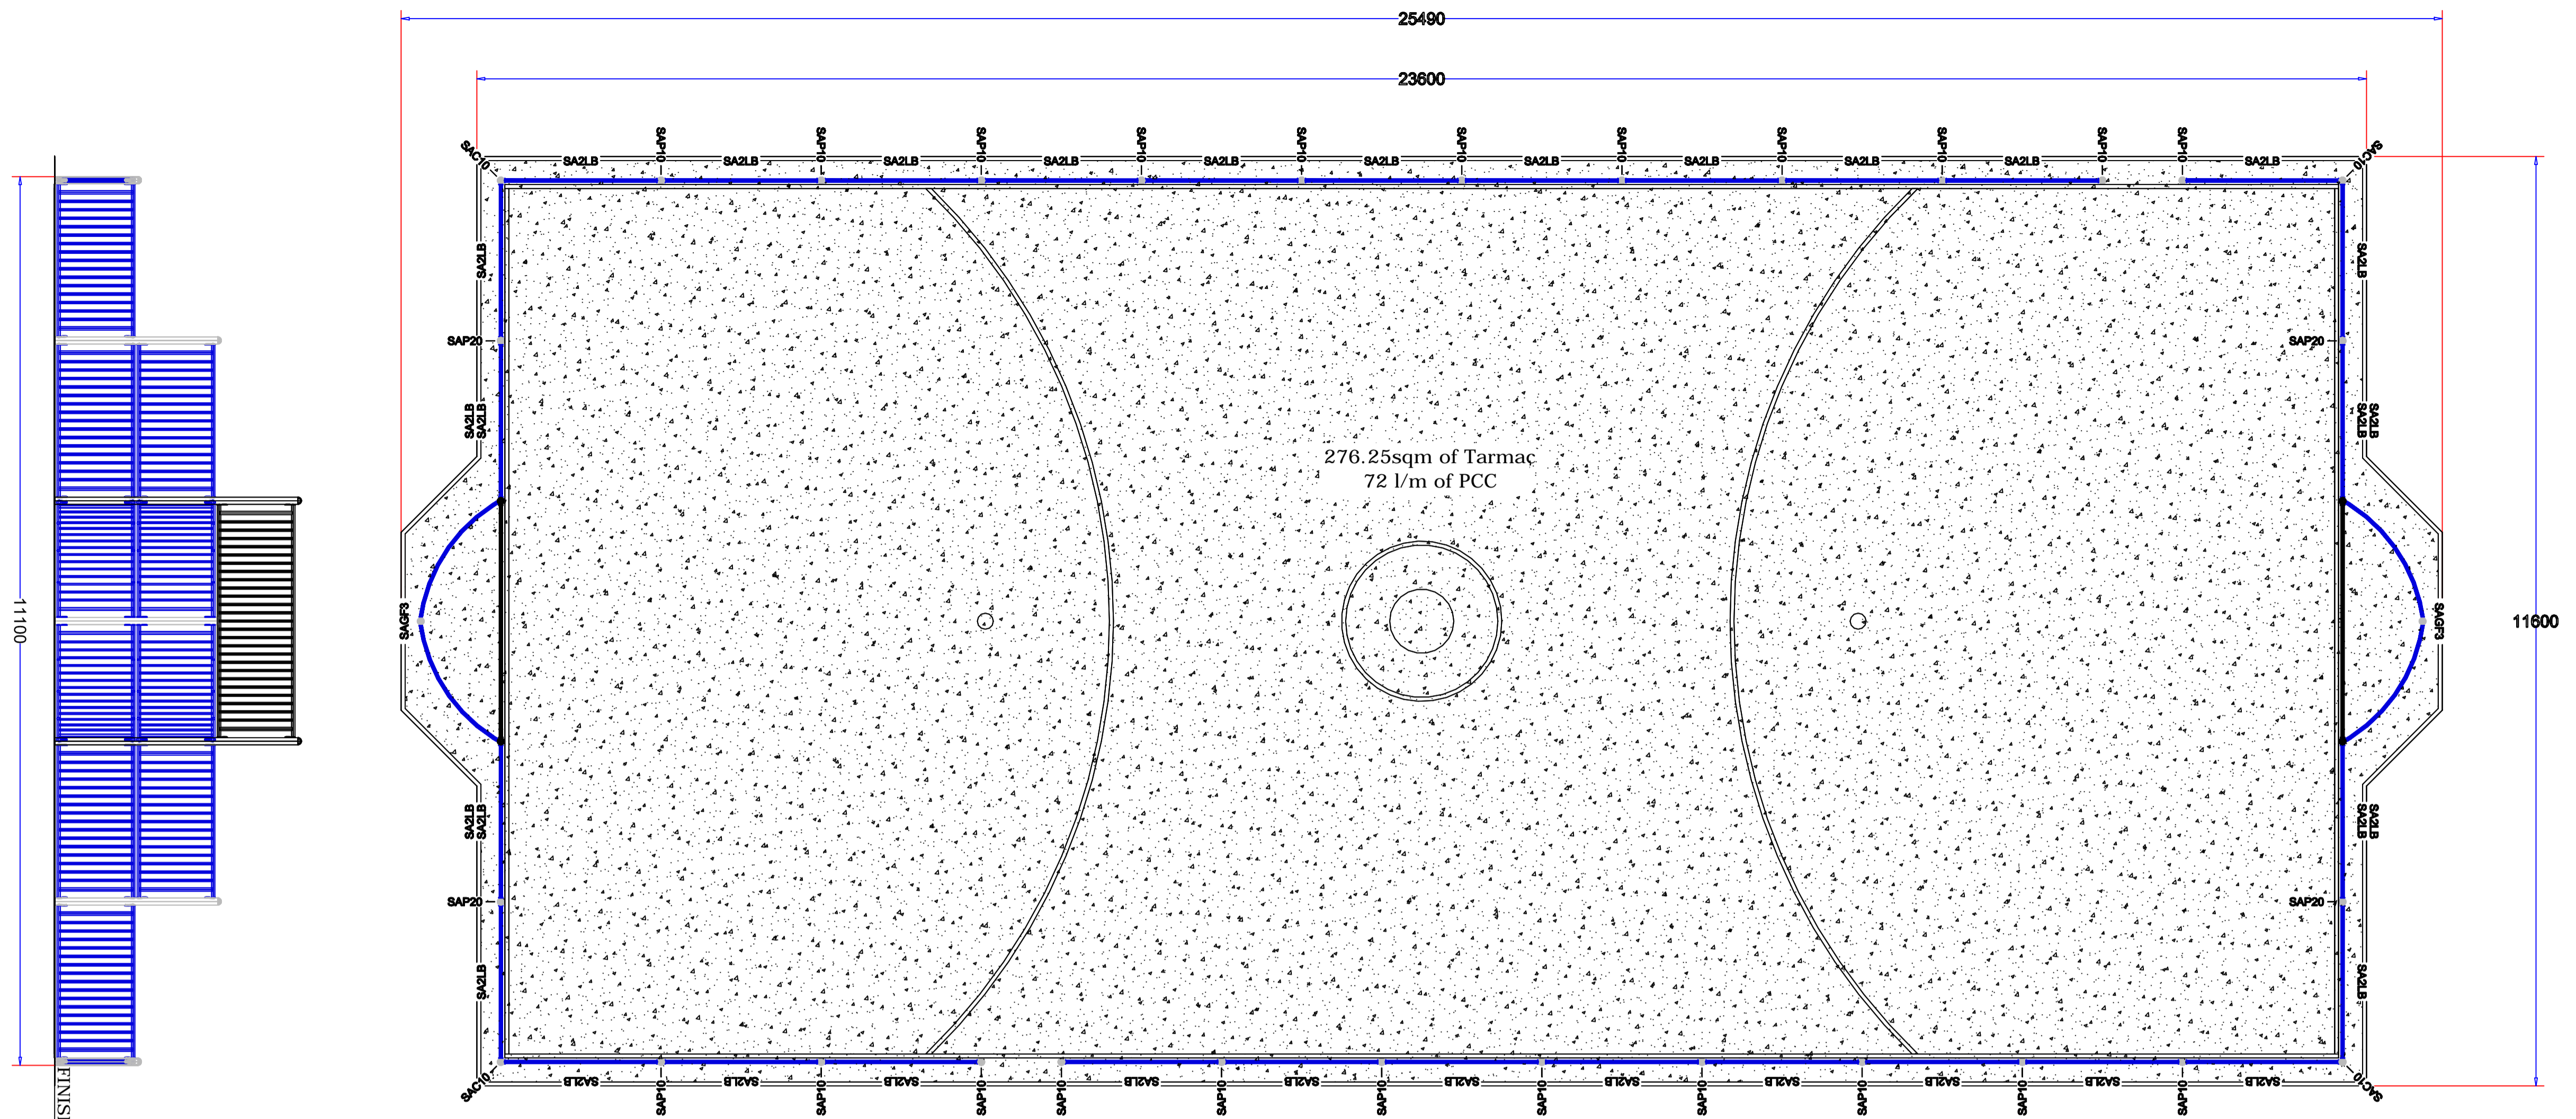 25490
23600
SAP10 SAP10 SAP10 SAP10 SAP10 SAP10 SAP10 SAP10 SAP10 SAP10 SAP10
SAC10 SA2LB SA2LB SA2LB SA2LB SA2LB SA2LB SA2LB SA2LB SA2LB SA2LB SA2LB SAC10
SA2LB SA2LB
SAP20 SAP20
SA2LB SA2LB SA2LB SA2LB
276.25sqm of Tarmac
72 l/m of PCC
11100 SAGF3 SAGF3 11600
SA2LB SA2LB SA2LB SA2LB
SAP20 SAP20
SA2LB SA2LB
SAC10 SA2LB SA2LB SA2LB SA2LB SA2LB SA2LB SA2LB SA2LB SA2LB SA2LB SA2LB SAC10
SAP10 SAP10 SAP10 SAP10 SAP10 SAP10 SAP10 SAP10 SAP10 SAP10 SAP10